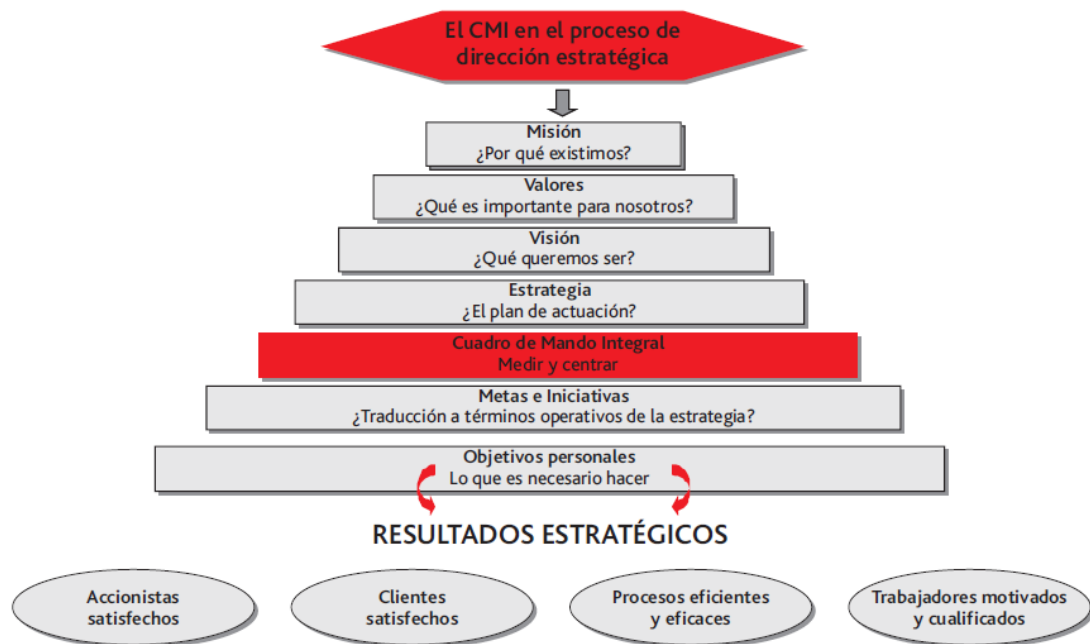 El CMI en el proceso de
dirección estratégica
Misión
¿Por qué existimos?
Valores
¿Qué es importante para nosotros?
Visión
¿Qué queremos ser?
Estrategia
¿El plan de actuación?
Cuadro de Mando Integral
Medir y centrar
Metas e Iniciativas
¿Traducción a términos operativos de la estrategia?
Objetivos personales
Lo que es necesario hacer
RESULTADOS ESTRATÉGICOS
Accionistas
satisfechos
Clientes
satisfechos
Procesos eficientes
y eficaces
Trabajadores motivados
y cualificados